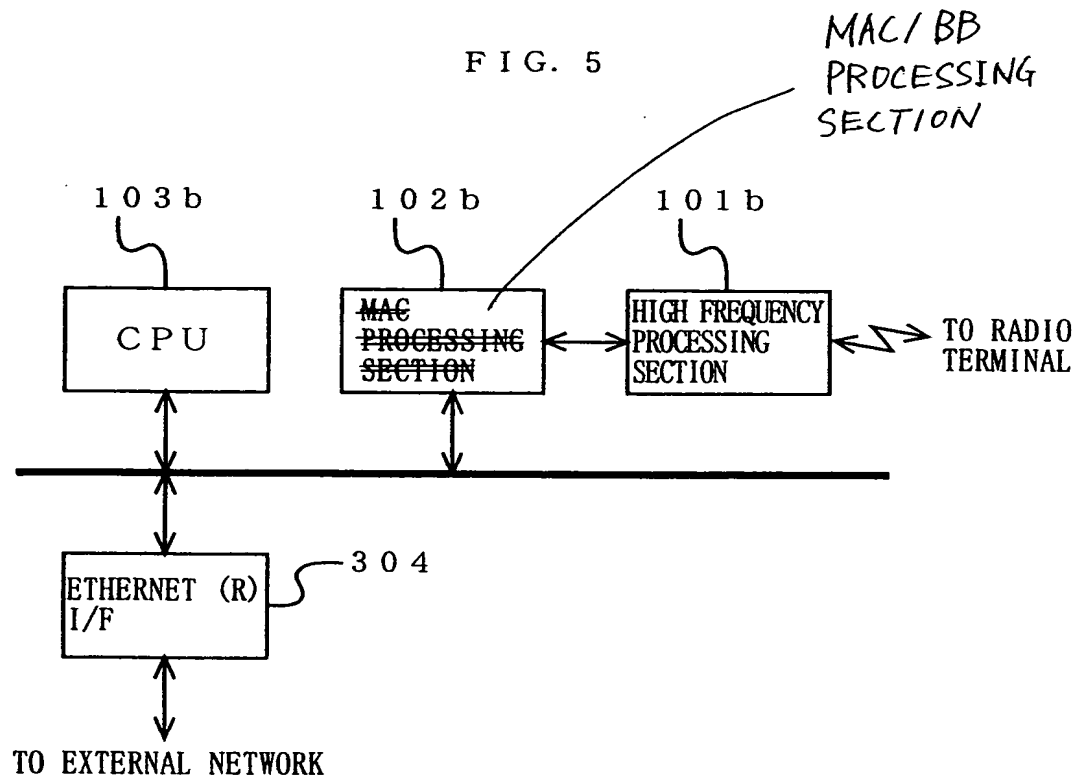 FIG. 5
MAC/BB
PROCESSING
SECTION
103b
102b
101b
CPU
MAC
PROCESSING
SECTION
HIGH FREQUENCY
PROCESSING
SECTION
TO RADIO
TERMINAL
304
ETHERNET (R)
I/F
TO EXTERNAL NETWORK